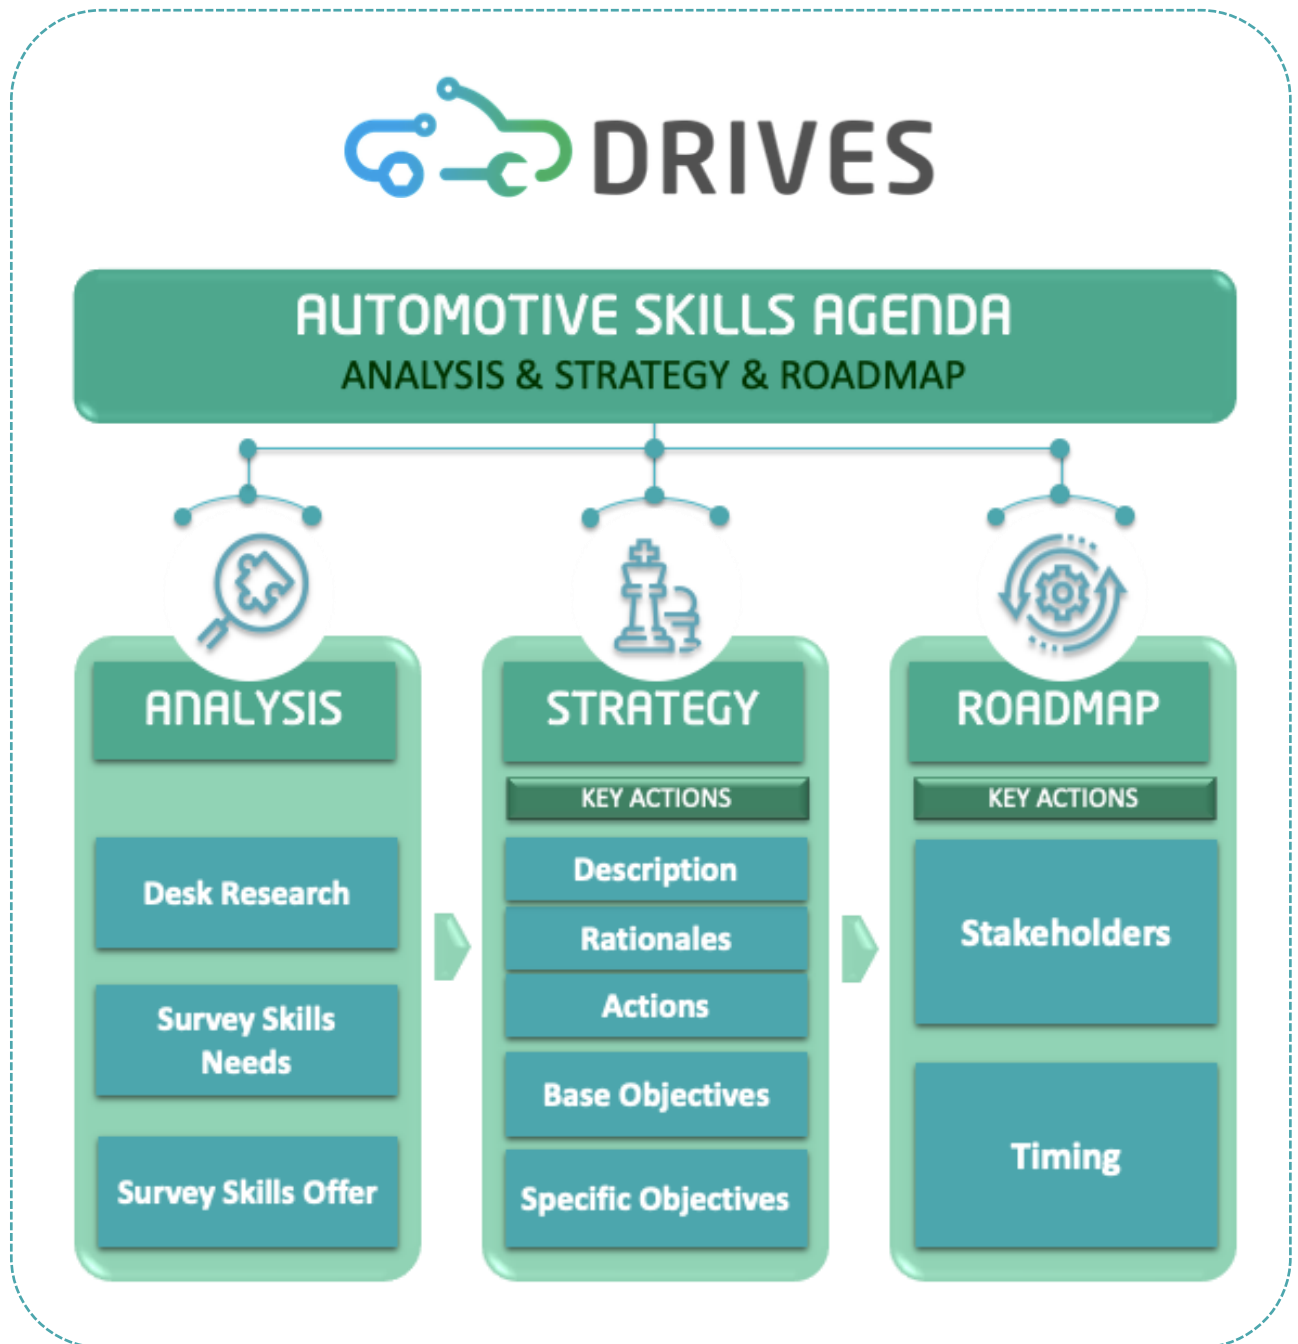 DRIVES
AUTOMOTIVE SKILLS AGENDA
ANALYSIS & STRATEGY & ROADMAP
ANALYSIS
Desk Research
Survey Skills
Needs
Survey Skills Offer
STRATEGY
KEY ACTIONS
Description
Rationales
Actions
Base Objectives
Specific Objectives
ROADMAP
KEY ACTIONS
Stakeholders
Timing